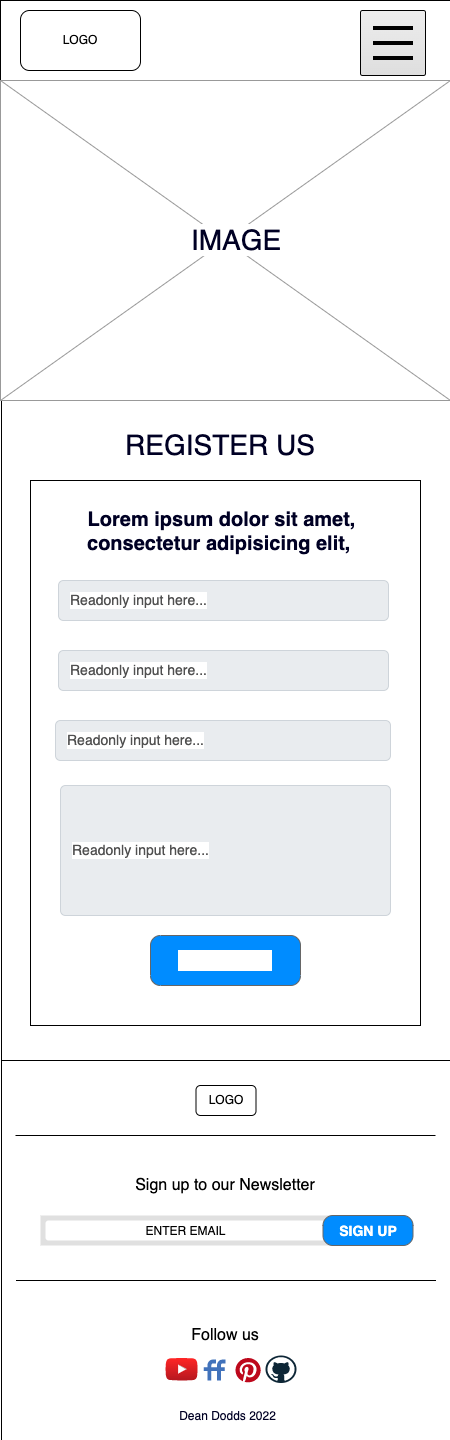 LOGO
IMAGE
REGISTER US
Lorem ipsum dolor sit amet,
consectetur adipisicing elit,
Readonly input here...
Readonly input here...
Readonly input here...
Readonly input here...
LOGO
Sign up to our Newsletter
ENTER EMAIL SIGN UP
Follow us
Dean Dodds 2022